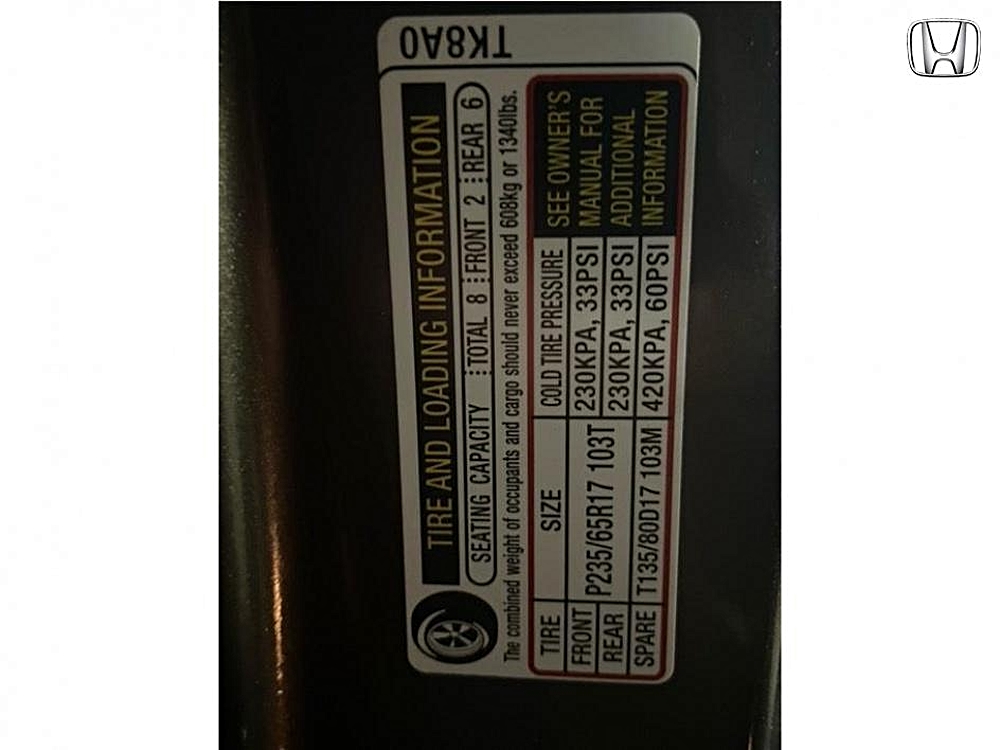 TK8A0
TIRE AND LOADING INFORMATION
SEATING CAPACITY TOTAL 8 FRONT 2 REAR 6
The combined weight of occupants and cargo should never exceed 608kg or 1340lbs.
TIRE SIZE COLD TIRE PRESSURE
FRONT P235/65R17 103T 230KPA, 33PSI
REAR 230KPA, 33PSI
SPARE T135/80D17 103M 420KPA, 60PSI
SEE OWNER'S
MANUAL FOR
ADDITIONAL
INFORMATION